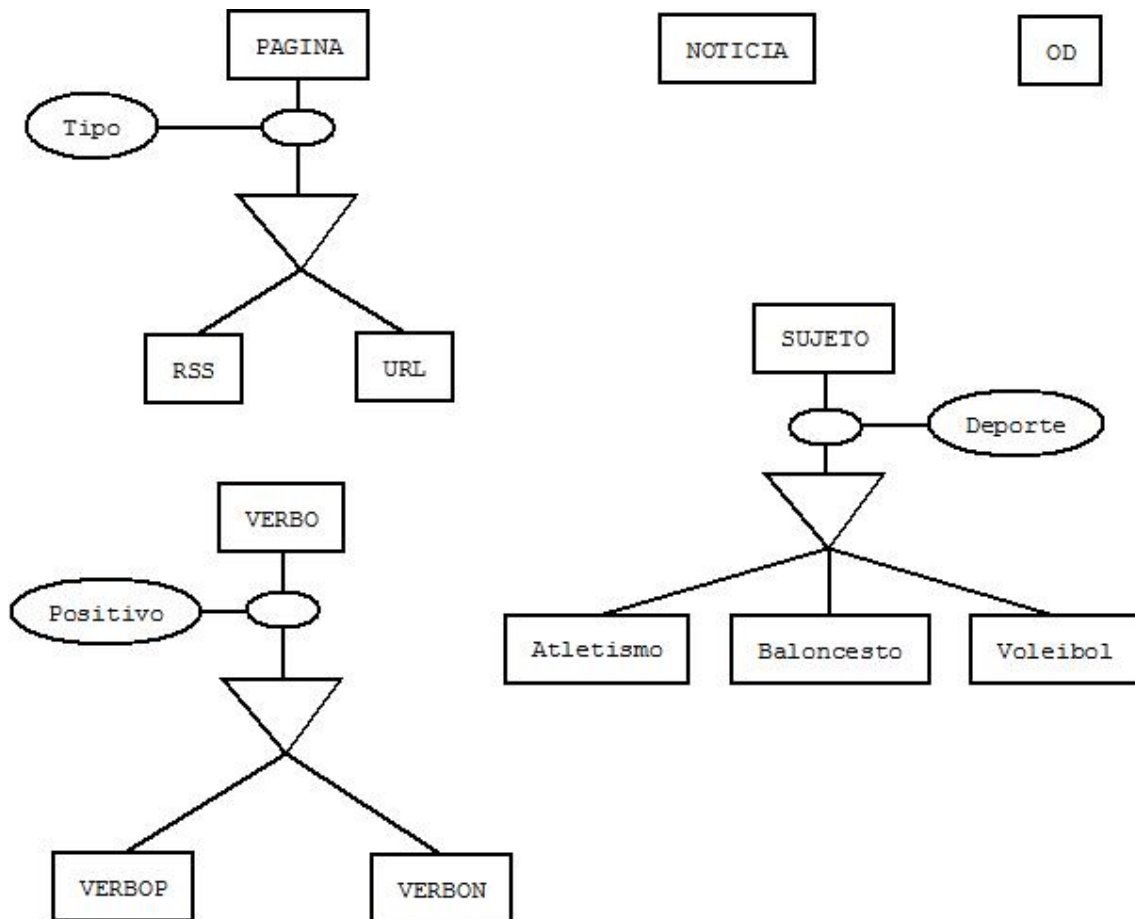 PAGINA
NOTICIA
OD
Tipo
RSS
URL
SUJETO
Deporte
VERBO
Positivo
Atletismo
Baloncesto
Voleibol
VERBOP
VERBON